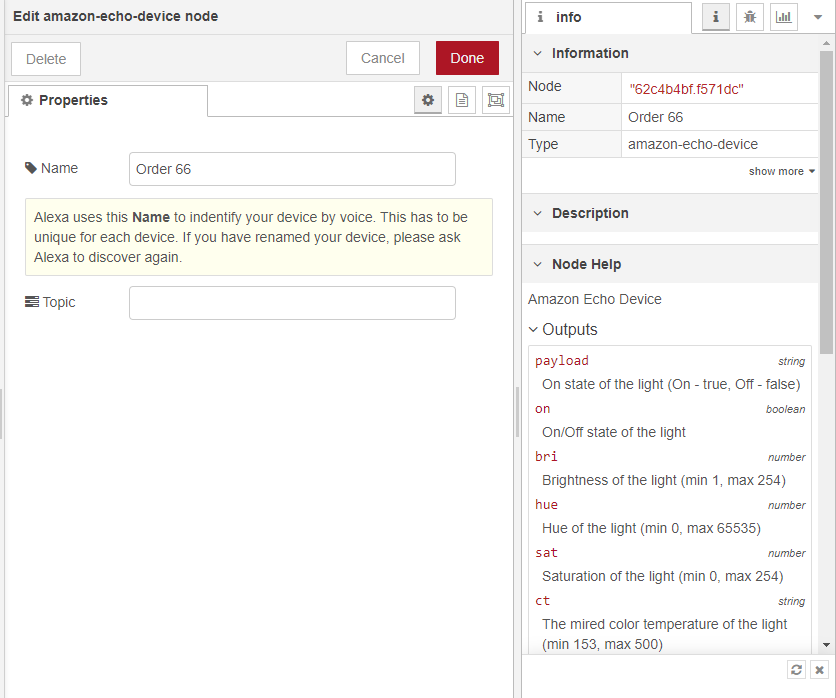 Edit amazon-echo-device node
Delete
Cancel
Done
Properties
Name
Order 66
Alexa uses this Name to indentify your device by voice. This has to be
unique for each device. If you have renamed your device, please ask
Alexa to discover again.
Topic
info
Information
Node "62c4b4bf.f571dc"
Name Order 66
Type amazon-echo-device
show more
Description
Node Help
Amazon Echo Device
Outputs
payload string
On state of the light (On - true, Off - false)
on boolean
On/Off state of the light
bri number
Brightness of the light (min 1, max 254)
hue number
Hue of the light (min 0, max 65535)
sat number
Saturation of the light (min 0, max 254)
ct string
The mired color temperature of the light
(min 153, max 500)